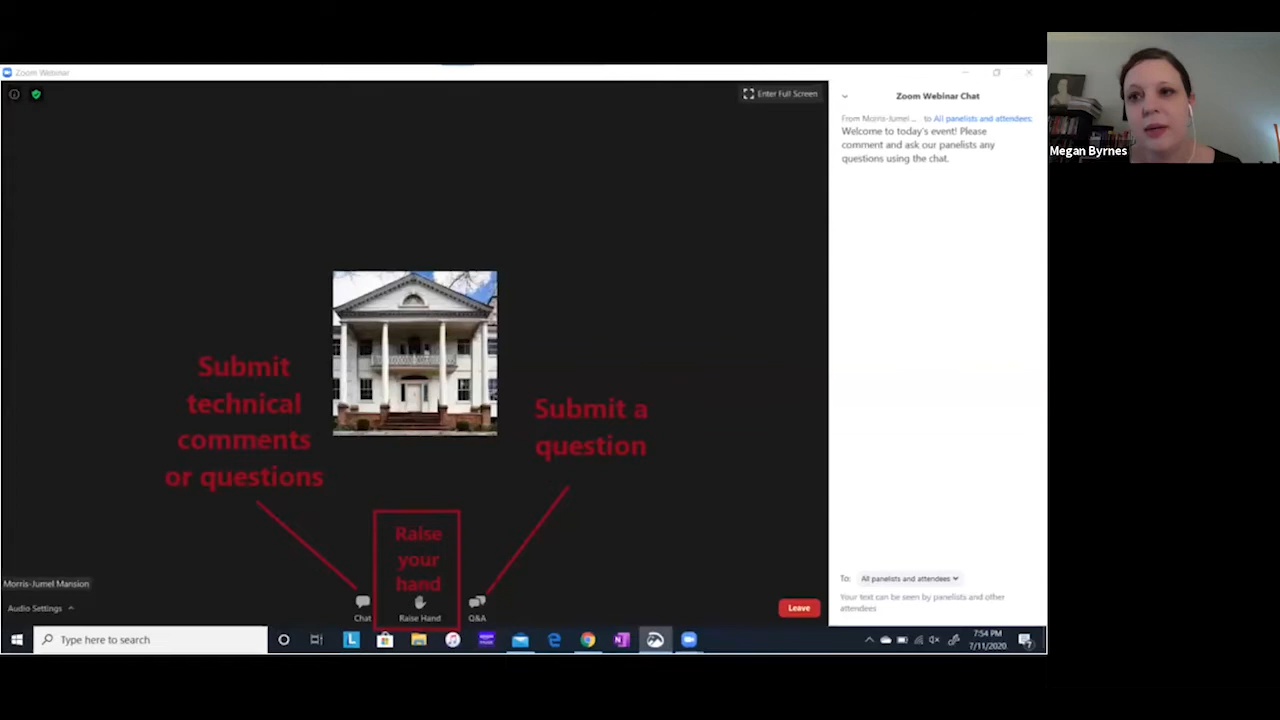 Zoom Webinar
Enter Full Screen
Zoom Webinar Chat
From Morris-Jumel ... to All panelists and attendees:
Welcome to today's event! Please
comment and ask our panelists any
questions using the chat.
Megan Byrnes
Submit
technical
comments
or questions
Submit a
question
Raise
your
hand
Morris-Jumel Mansion
Audio Settings
Chat
Raise Hand
Q&A
Leave
To: All panelists and attendees
Your text can be seen by panelists and other
attendees
Type here to search
7:54 PM
7/11/2020